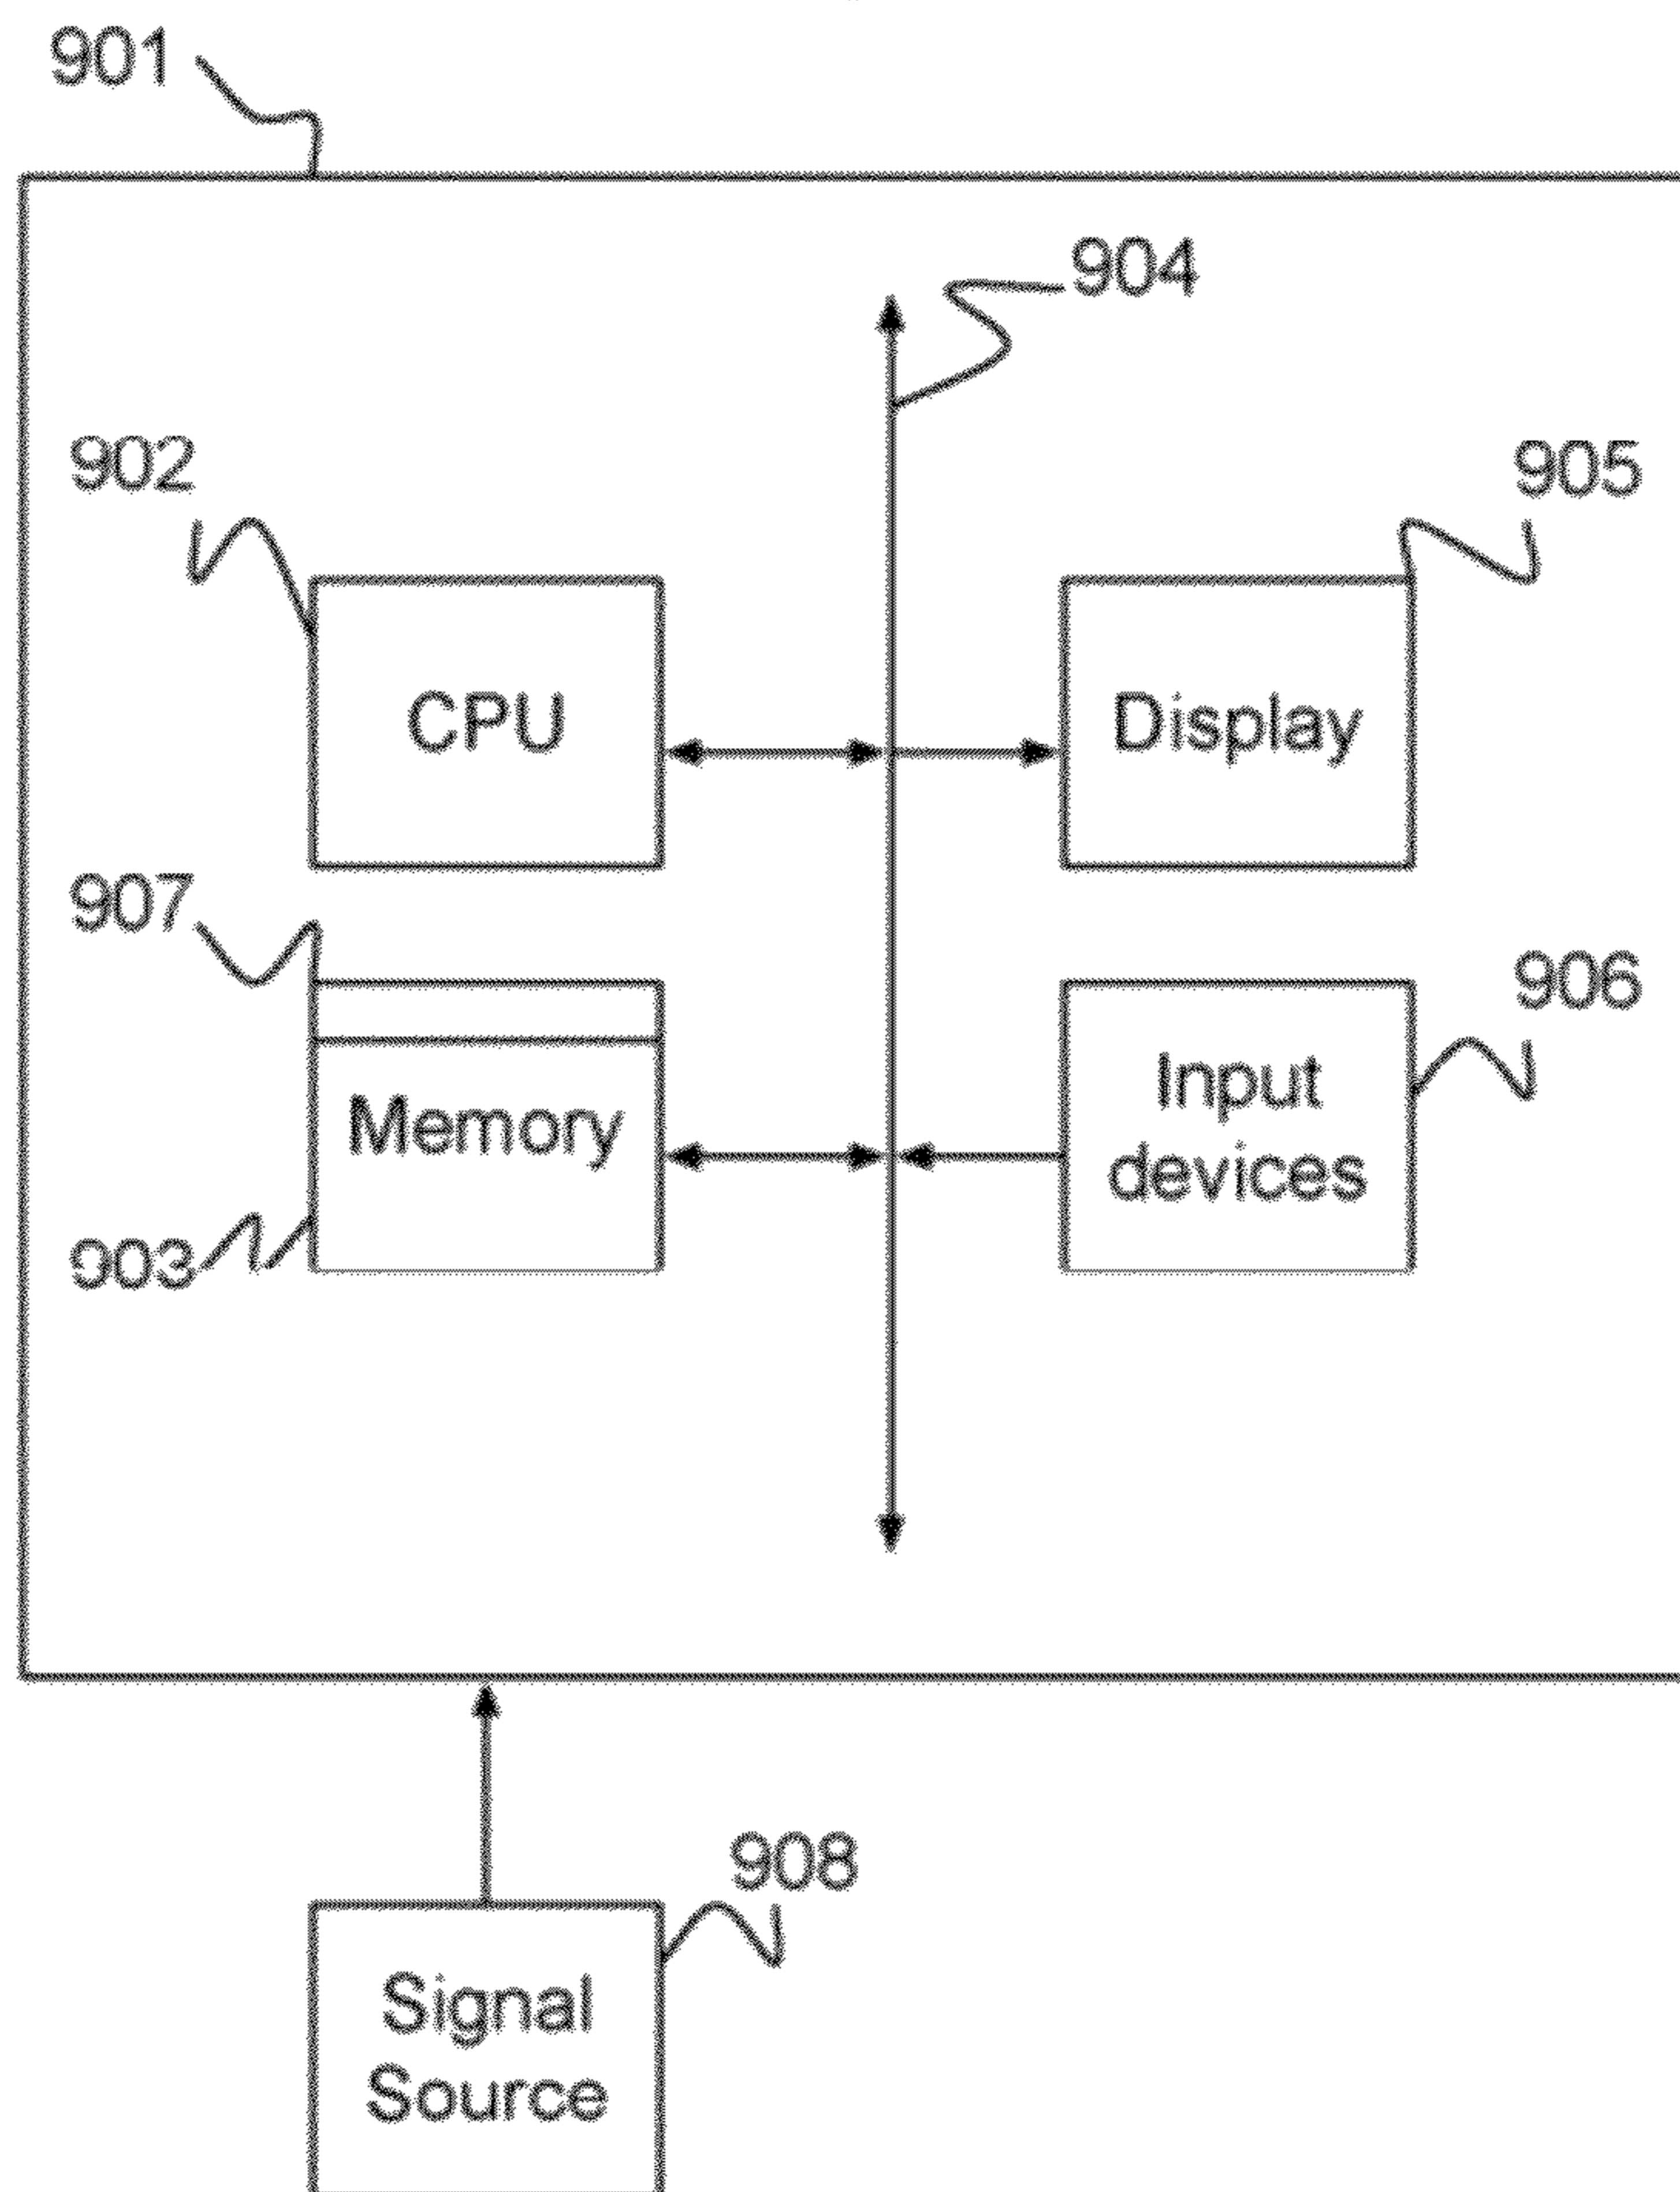 901
904
902
905
CPU
Display
907
906
Input
devices
Memory
903
908
Signal
Source